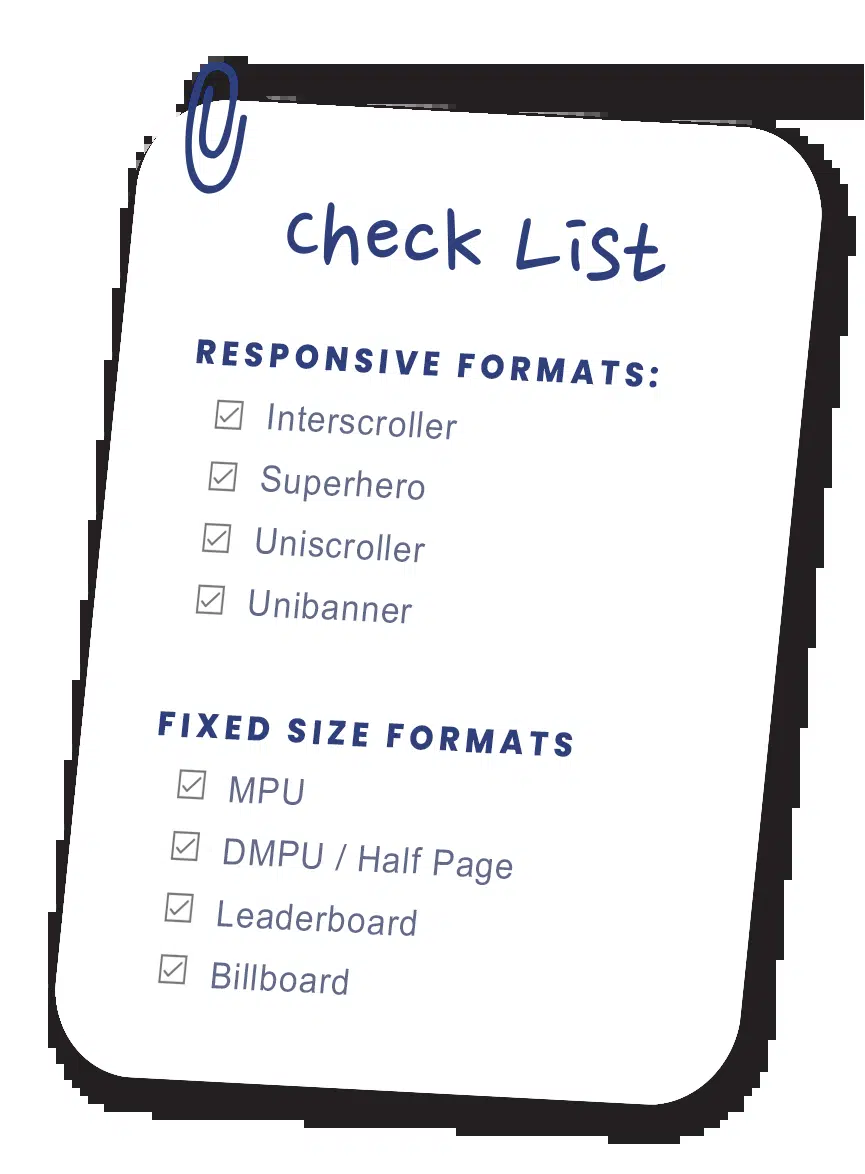 Check List
RESPONSIVE FORMATS:
☑ Interscroller
☑ Superhero
☑ Uniscroller
☑ Unibanner
FIXED SIZE FORMATS
☑ MPU
☑ DMPU / Half Page
☑ Leaderboard
☑ Billboard